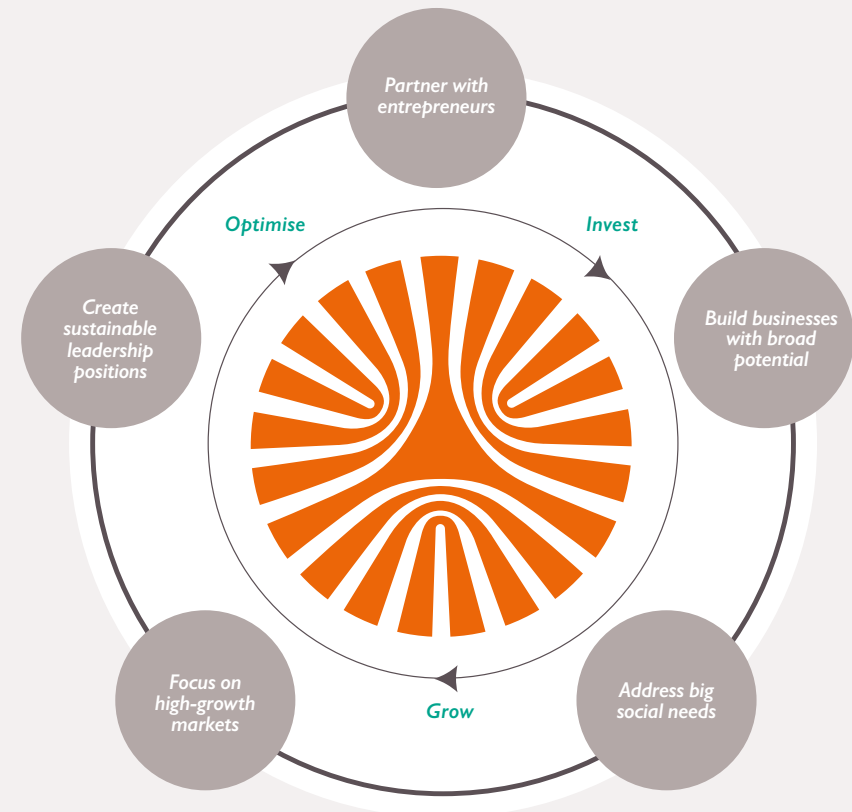 Partner with
entrepreneurs
Optimise
Invest
Create
sustainable
leadership
positions
Build businesses
with broad
potential
Focus on
high-growth
markets
Address big
social needs
Grow